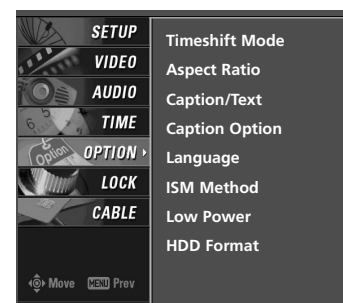 SETUP
VIDEO
AUDIO
TIME
OPTION
LOCK
CABLE
Move MENU Prev
Timeshift Mode
Aspect Ratio
Caption/Text
Caption Option
Language
ISM Method
Low Power
HDD Format